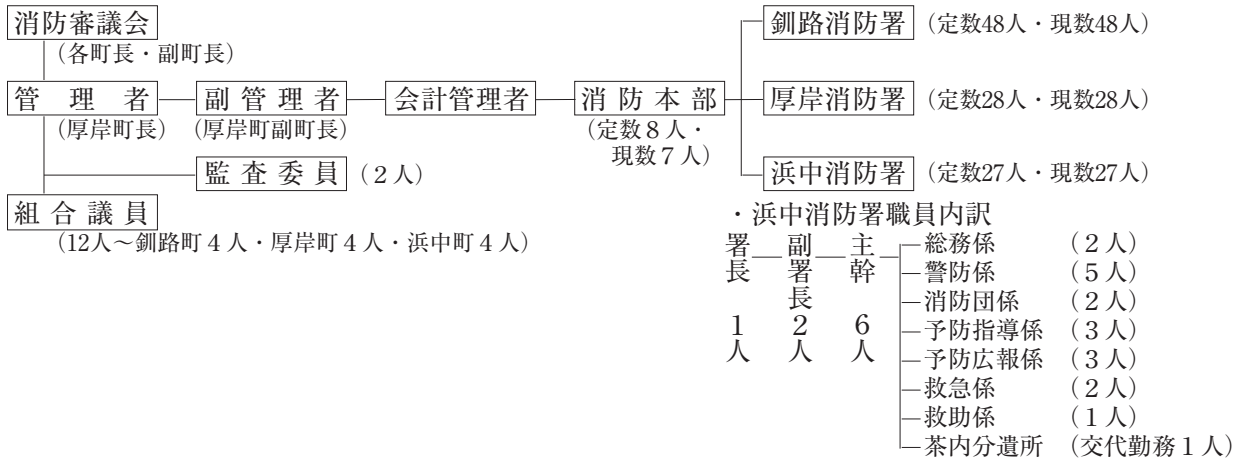 消防審議会
(各町長・副町長)
管理者
(厚岸町長)
副管理者
(厚岸町副町長)
会計管理者
消防本部
(定数8人・
現数7人)
釧路消防署 (定数48人・現数48人)
厚岸消防署 (定数28人・現数28人)
浜中消防署 (定数27人・現数27人)
監査委員 (2人)
組合議員
(12人〜釧路町4人・厚岸町4人・浜中町4人)
・浜中消防署職員内訳
署長 1人
副署長 2人
主幹 6人
総務係 (2人)
警防係 (5人)
消防団係 (2人)
予防指導係 (3人)
予防広報係 (3人)
救急係 (2人)
救助係 (1人)
茶内分遣所 (交代勤務1人)